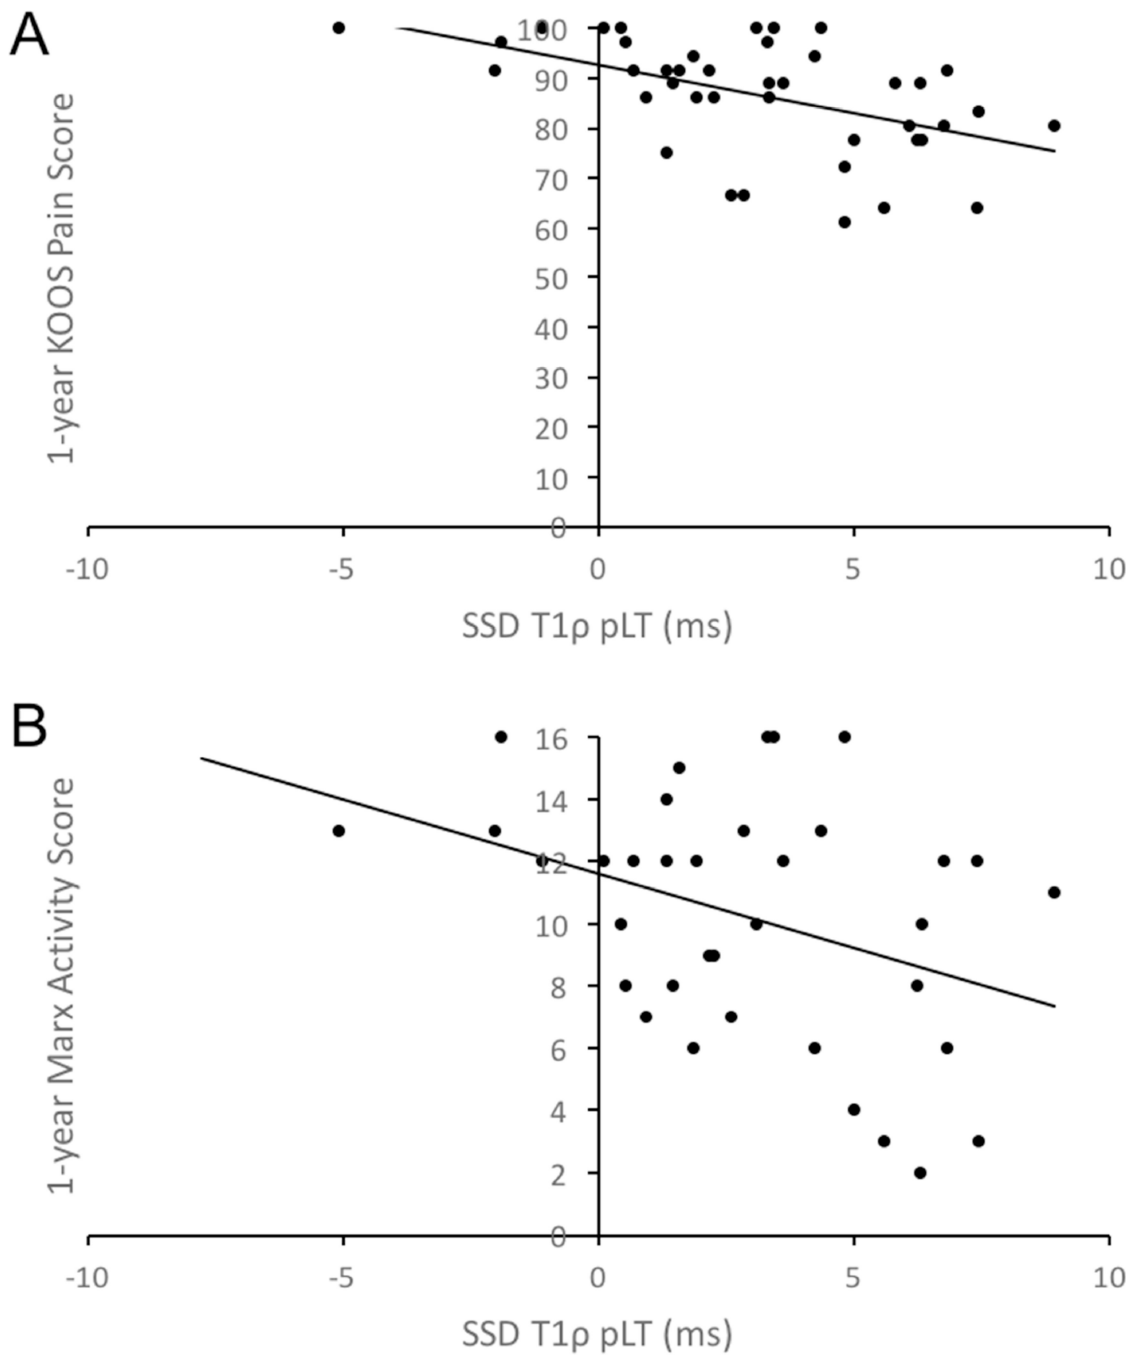 A
100
90
80
70
60
50
40
30
20
10
0
1-year KOOS Pain Score
-10 -5 0 5 10
SSD T1ρ pLT (ms)
B
16
14
12
10
8
6
4
2
0
1-year Marx Activity Score
-10 -5 0 5 10
SSD T1ρ pLT (ms)